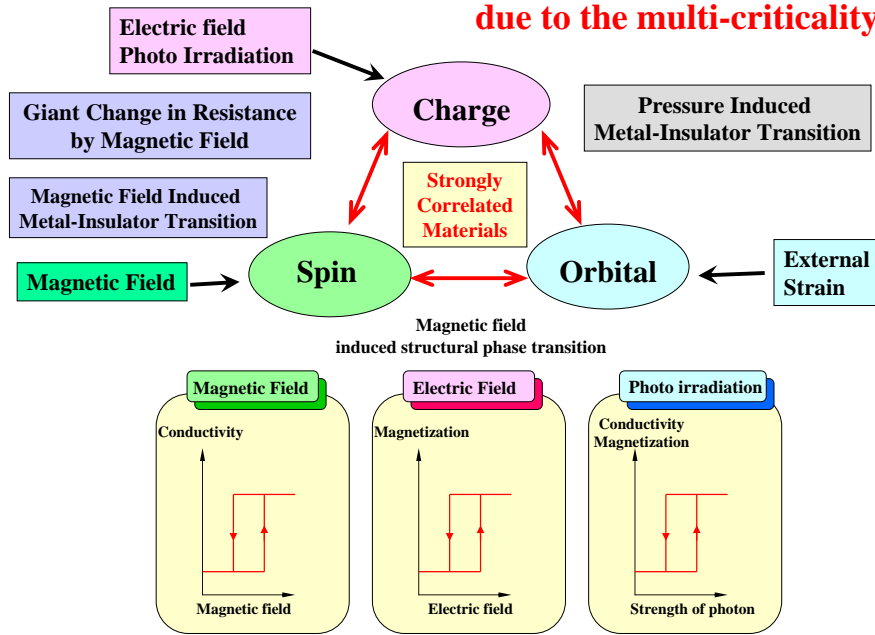 due to the multi-criticality
Electric field
Photo Irradiation
Charge
Giant Change in Resistance
by Magnetic Field
Pressure Induced
Metal-Insulator Transition
Strongly
Correlated
Materials
Magnetic Field Induced
Metal-Insulator Transition
Spin
Orbital
Magnetic Field
External
Strain
Magnetic field
induced structural phase transition
Magnetic Field
Conductivity
Magnetic field
Electric Field
Magnetization
Electric field
Photo irradiation
Conductivity
Magnetization
Strength of photon